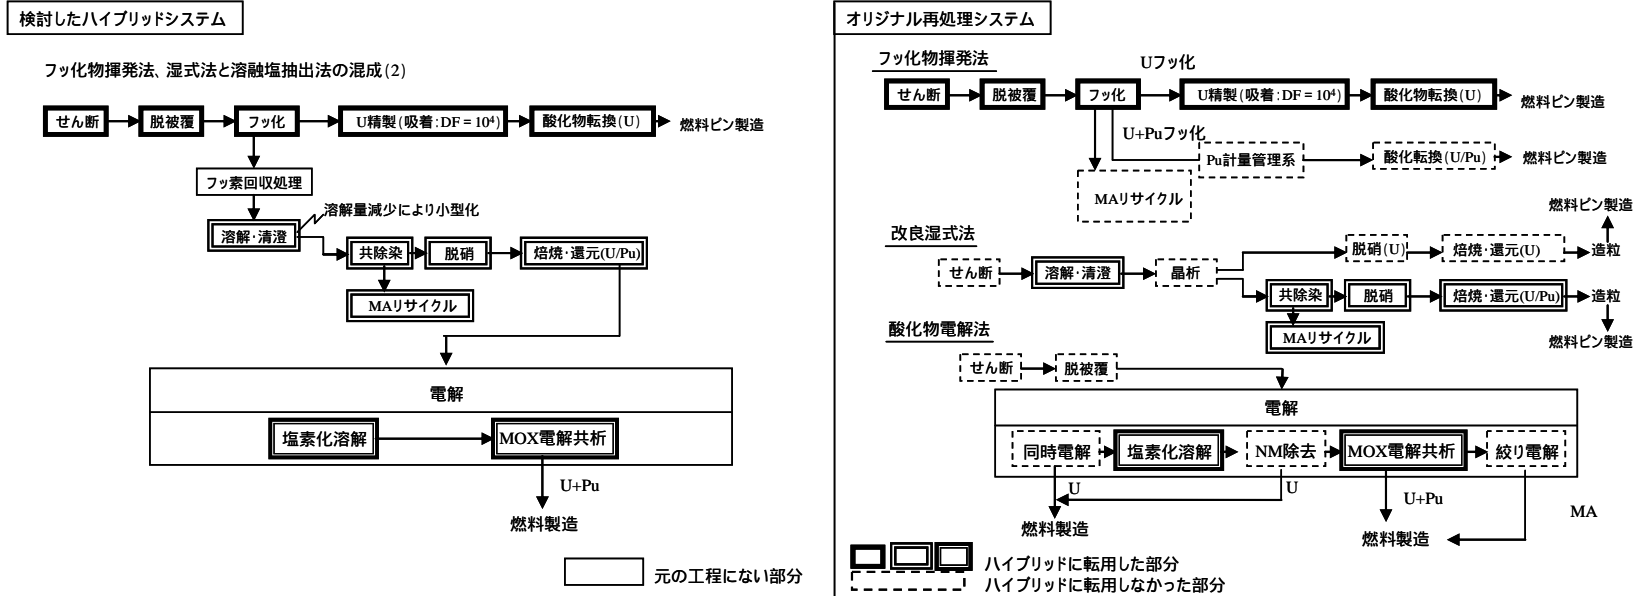 検討したハイブリッドシステム
フッ化物揮発法、湿式法と溶融塩抽出法の混成(2)
せん断
脱被覆
フッ化
U精製(吸着:DF = 10⁴)
酸化物転換(U)
燃料ピン製造
フッ素回収処理
溶解量減少により小型化
溶解・清澄
共除染
脱硝
焙焼・還元(U/Pu)
MAリサイクル
電解
塩素化溶解
MOX電解共析
U+Pu
燃料製造
元の工程にない部分
オリジナル再処理システム
フッ化物揮発法
Uフッ化
せん断
脱被覆
フッ化
U精製(吸着:DF = 10⁴)
酸化物転換(U)
燃料ピン製造
U+Puフッ化
Pu計量管理系
酸化転換(U/Pu)
燃料ピン製造
MAリサイクル
燃料ピン製造
改良湿式法
脱硝(U)
焙焼・還元(U)
造粒
せん断
溶解・清澄
晶析
共除染
脱硝
焙焼・還元(U/Pu)
造粒
MAリサイクル
燃料ピン製造
酸化物電解法
せん断
脱被覆
電解
同時電解
塩素化溶解
NM除去
MOX電解共析
絞り電解
U
U
U+Pu
MA
燃料製造
燃料製造
ハイブリッドに転用した部分
ハイブリッドに転用しなかった部分